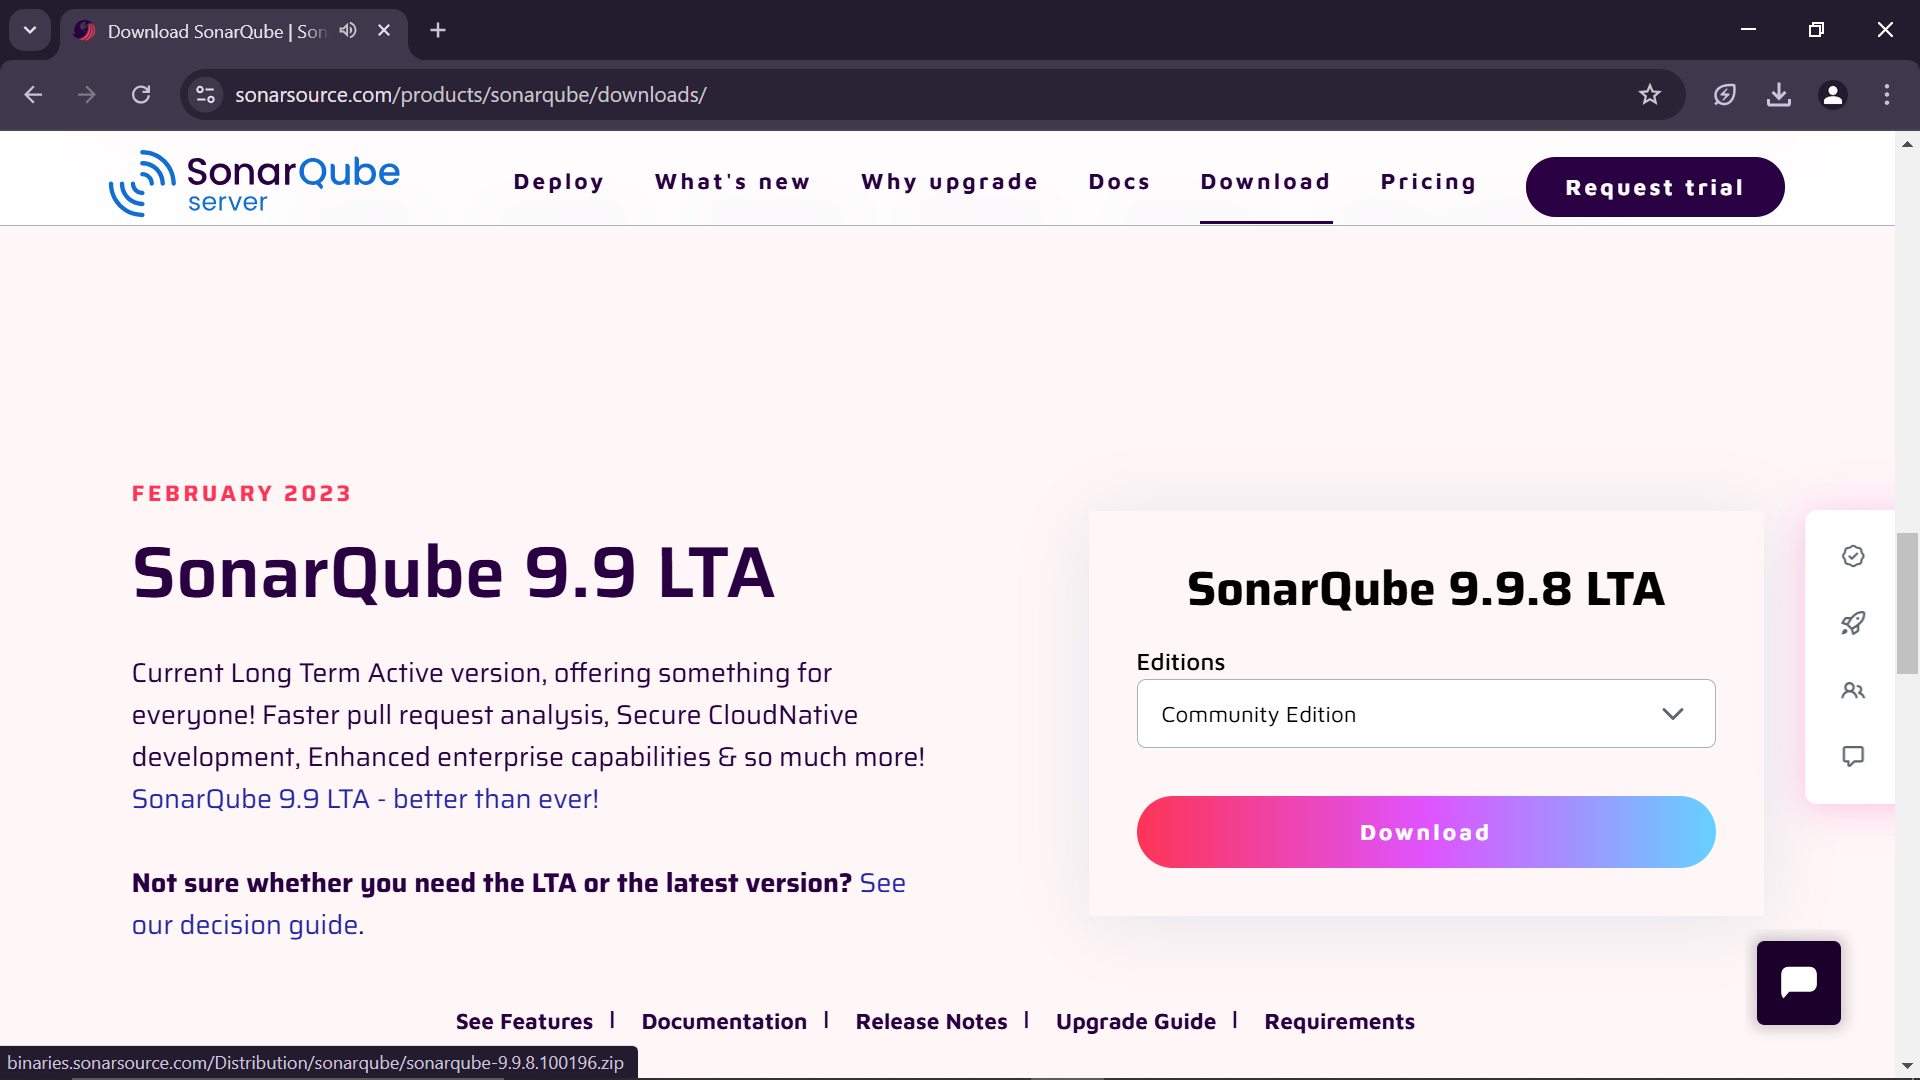 Download SonarQube | Son
sonarsource.com/products/sonarqube/downloads/
SonarQube
server
Deploy
What's new
Why upgrade
Docs
Download
Pricing
Request trial
FEBRUARY 2023
SonarQube 9.9 LTA
Current Long Term Active version, offering something for
everyone! Faster pull request analysis, Secure CloudNative
development, Enhanced enterprise capabilities & so much more!
SonarQube 9.9 LTA - better than ever!
Not sure whether you need the LTA or the latest version? See
our decision guide.
SonarQube 9.9.8 LTA
Editions
Community Edition
Download
See Features | Documentation | Release Notes | Upgrade Guide | Requirements
binaries.sonarsource.com/Distribution/sonarqube/sonarqube-9.9.8.100196.zip